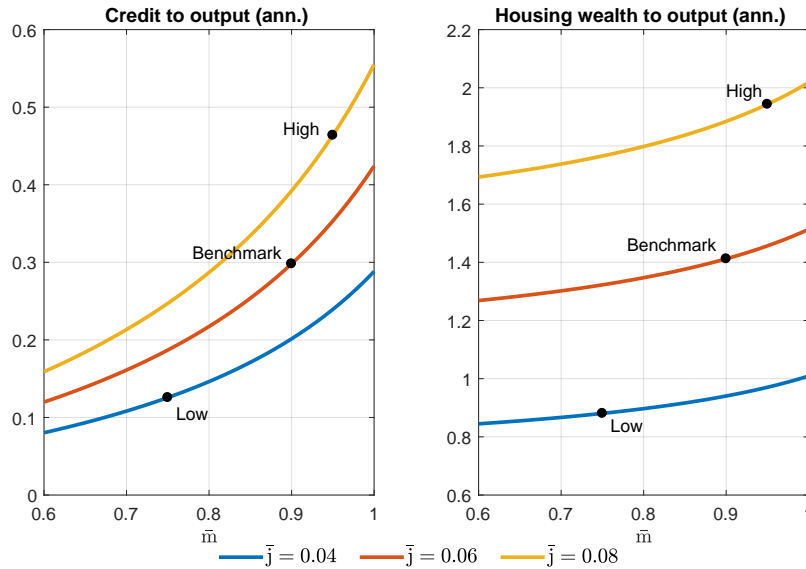 Credit to output (ann.)
0.6
0.5
0.4
0.3
0.2
0.1
0
High
Benchmark
Low
0.6 0.7 0.8 0.9 1
m̄
Housing wealth to output (ann.)
2.2
2
1.8
1.6
1.4
1.2
1
0.8
0.6
High
Benchmark
Low
0.6 0.7 0.8 0.9 1
m̄
j̄ = 0.04 j̄ = 0.06 j̄ = 0.08